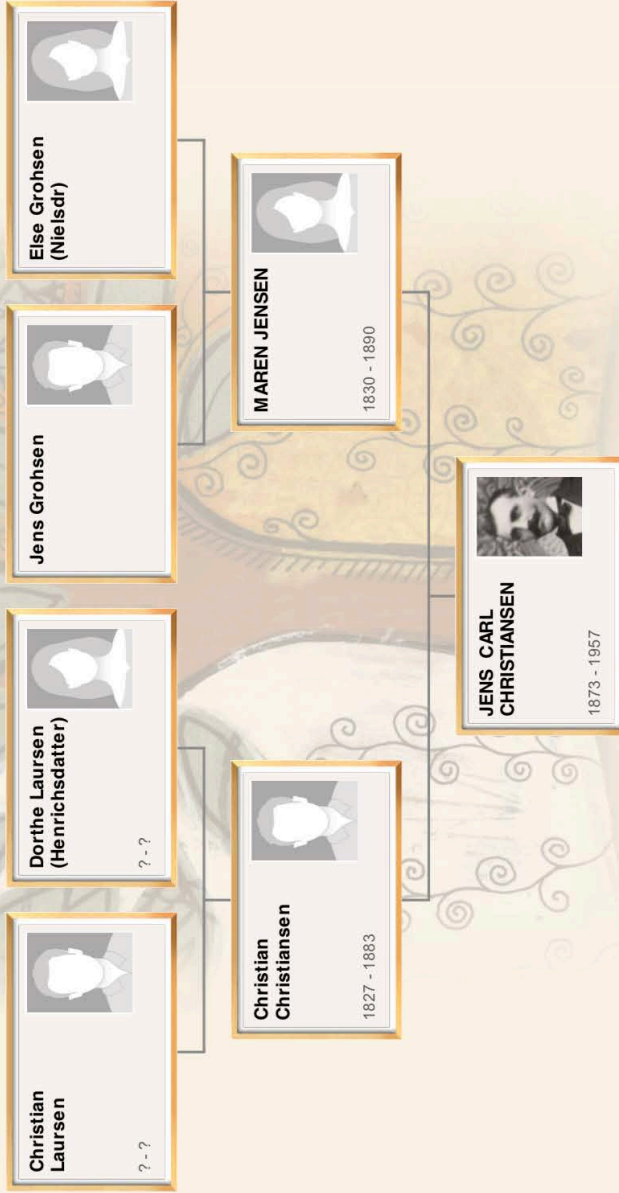 Christian
Laursen
? - ?
Dorthe Laursen
(Henrichsdatter)
? - ?
Jens Grohsen
Else Grohsen
(Nielsdr)
Christian
Christiansen
1827 - 1883
MAREN JENSEN
1830 - 1890
JENS CARL
CHRISTIANSEN
1873 - 1957